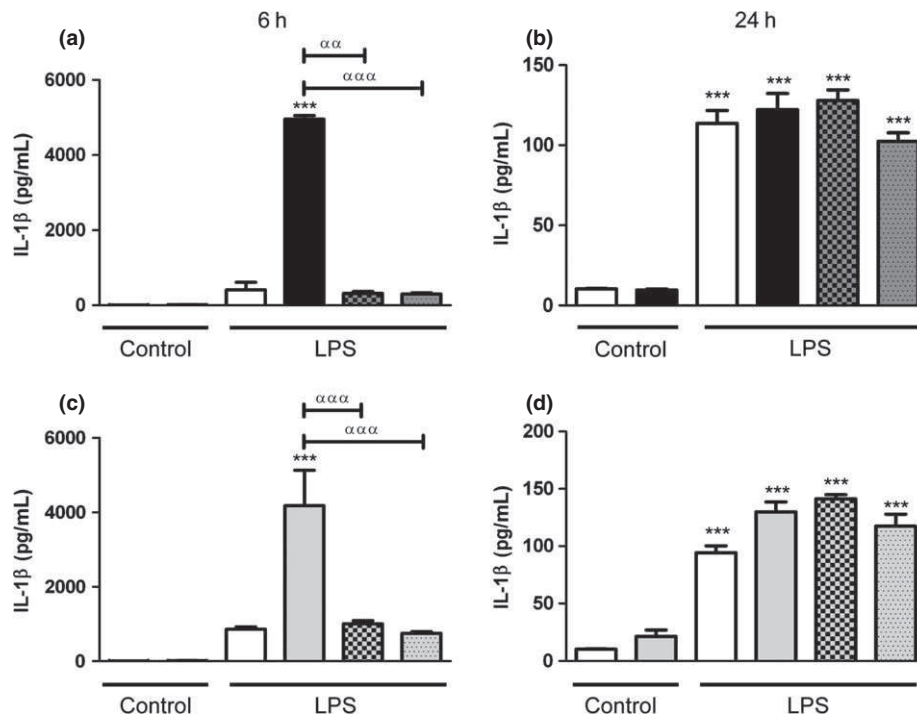 6 h
24 h
(a)
αα
ααα
***
IL-1β (pg/mL)
6000
4000
2000
0
Control
LPS
(b)
***
***
***
***
IL-1β (pg/mL)
150
100
50
0
Control
LPS
(c)
ααα
ααα
***
IL-1β (pg/mL)
6000
4000
2000
0
Control
LPS
(d)
***
***
***
***
IL-1β (pg/mL)
200
150
100
50
0
Control
LPS